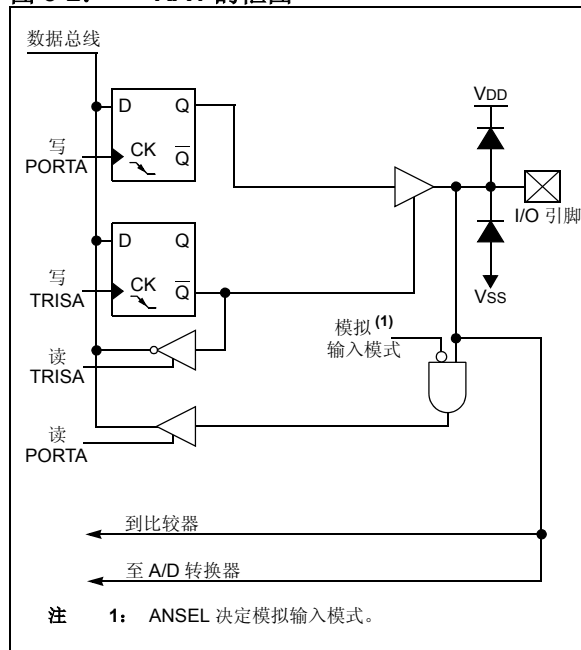 数据总线
D Q
写
PORTA
CK Q
VDD
I/O 引脚
VSS
D Q
写
TRISA
CK Q
模拟 (1)
输入模式
读
TRISA
读
PORTA
到比较器
至 A/D 转换器
注 1: ANSEL 决定模拟输入模式。